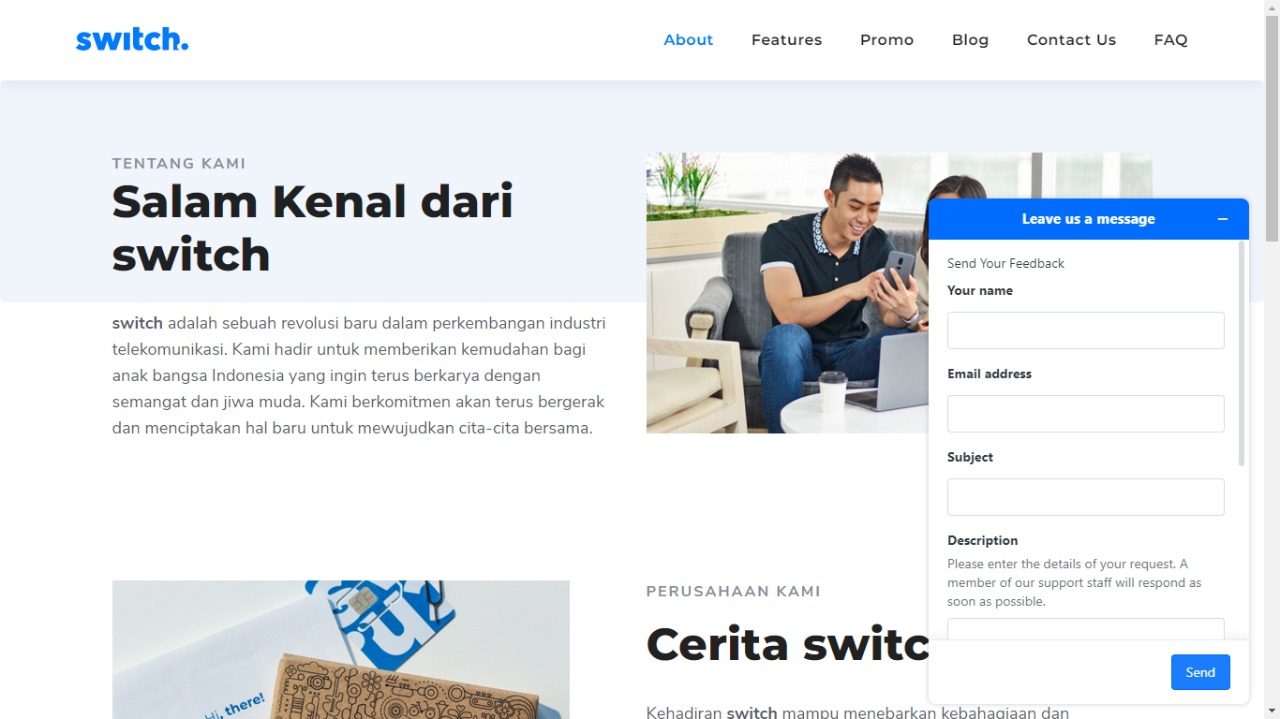 switch.
About
Features
Promo
Blog
Contact Us
FAQ
TENTANG KAMI
Salam Kenal dari
switch
switch adalah sebuah revolusi baru dalam perkembangan industri
telekomunikasi. Kami hadir untuk memberikan kemudahan bagi
anak bangsa Indonesia yang ingin terus berkarya dengan
semangat dan jiwa muda. Kami berkomitmen akan terus bergerak
dan menciptakan hal baru untuk mewujudkan cita-cita bersama.
Hi, there!
PERUSAHAAN KAMI
Cerita switc
Kehadiran switch mampu menebarkan kebahagiaan dan
Leave us a message
Send Your Feedback
Your name
Email address
Subject
Description
Please enter the details of your request. A
member of our support staff will respond as
soon as possible.
Send